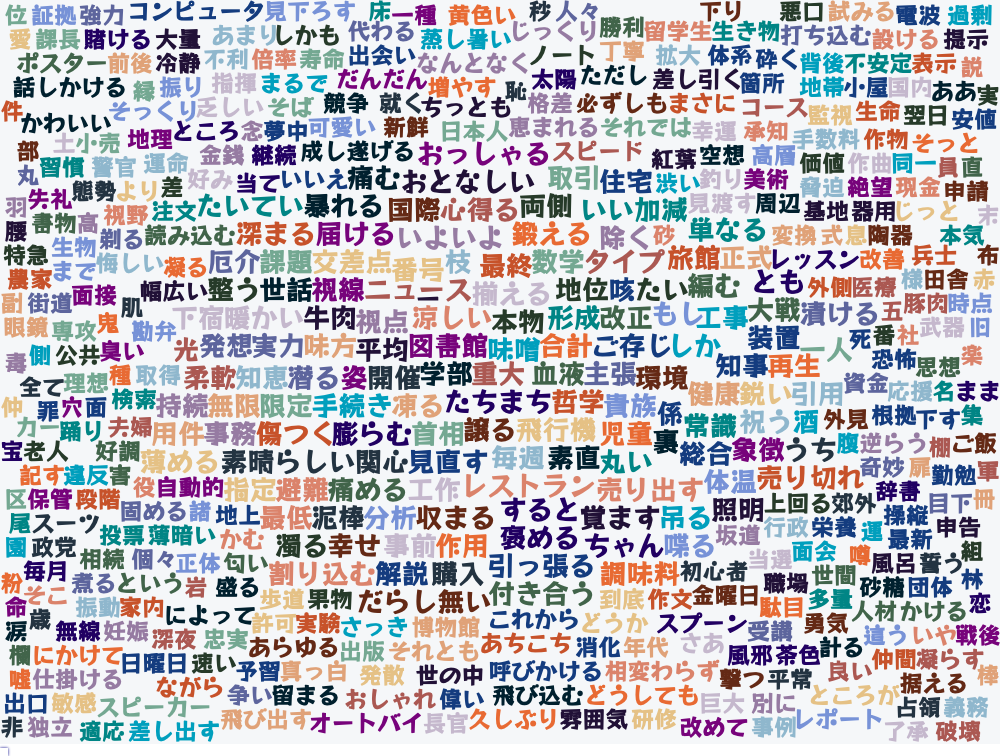 位 証拠 強力 コンピュータ 見下ろす 床 一種 黄色い 秒 人々 下り 悪口 試みる 電波 過剰
愛 課長 賭ける 大量 あまり しかも 代わる 蒸し暑い じっくり 勝利 留学生 生き物 打ち込む 設ける 提示
ポスター 前後 冷静 不利 倍率 寿命 出会い なんとなく ノート 丁寧 拡大 体系 砕く 背後 不安定 表示 説
話しかける 縁 振り 指揮 まるで だんだん 増やす 恥 太陽 ただし 差し引く 箇所 地帯 小屋 国内 ああ 実
件 かわいい そっくり 乏しい そば 競争 就く ちっとも 格差 必ずしも まさに コース 監視 生命 翌日 安値
部 土 小売 地理 ところ 念 夢中 可愛い 新鮮 日本人 恵まれる それでは 幸運 承知 手数料 作物 そっと
丸 習慣 警官 運命 金銭 継続 成し遂げる おっしゃる スピード 紅葉 空想 高層 価値 作曲 同一 員 直
羽 失礼 態勢 より 差 好み 当て いいえ 痛む おとなしい 取引 住宅 渋い 釣り 美術 脅迫 絶望 現金 申請
腰 書物 高 視野 注文 たいてい 暴れる 国際 心得る 両側 いい加減 見渡す 周辺 基地 器用 じっと 末
特急 生物 剃る 読み込む 深まる 届ける いよいよ 鍛える 除く 砂 単なる 変換 式 息 陶器 本気
農家 まで 悔しい 凝る 厄介 課題 交差点 番号 枝 最終 数学 タイプ 旅館 正式 レッスン 改善 兵士 布
副 街道 面接 肌 幅広い 整う 世話 視線 ニュース 揃える 地位 咳 たい 編む とも 外側 医療 様 田舎 赤
眼鏡 専攻 鬼 勘弁 下宿 暖かい 牛肉 視点 涼しい 本物 形成 改正 もし 工事 大戦 漬ける 五 豚肉 時点
毒 側 公共 臭い 光 発想 実力 味方 平均 図書館 味噌 合計 ご存じ しか 装置 一人 死 番 社 武器 旧
全て 理想 種 取得 柔軟 知恵 潜る 姿 開催 学部 重大 血液 主張 環境 知事 再生 恐怖 思想 楽
仲 罪 穴 面 検索 持続 無限 限定 手続き 凍る たちまち 哲学 貴族 係 健康 鋭い 引用 資金 応援 名 まま
カー 踊り 夫婦 用件 事務 傷つく 膨らむ 首相 譲る 飛行機 児童 裏 常識 祝う 酒 外見 根拠 下す 集
宝 老人 好調 薄める 素晴らしい 関心 見直す 毎週 素直 丸い 総合 象徴 うち 腹 逆らう 棚 ご飯
記す 違反 害 役 自動的 指定 避難 痛める 工作 レストラン 売り出す 体温 売り切れ 奇妙 扉 勤勉 軍
区 保管 段階 固める 諸 地上 最低 泥棒 分析 収まる すると 覚ます 吊る 照明 上回る 郊外 辞書 目下 冊
尾 スーツ 投票 薄暗い かむ 濁る 幸せ 事前 作用 褒める ちゃん 喋る 坂道 行政 栄養 運 操縦 最新 申告
園 政党 相続 個々 正体 匂い 割り込む 解説 購入 引っ張る 調味料 初心者 当選 面会 噂 風呂 誓う 組
粉 毎月 煮る という 岩 盛る 歩道 果物 だらし無い 付き合う 到底 作文 金曜日 職場 世間 砂糖 団体 林
命 そこ 歳 振動 家内 によって 許可 実験 さっき 博物館 これから どうか スプーン 駄目 多量 人材 かける 恋
涙 無線 妊娠 深夜 忠実 あらゆる 出版 それとも あちこち 消化 年代 さあ 受講 勇気 計る 違う いや 戦後
欄 にかけて 日曜日 速い 予習 真っ白 発散 世の中 呼びかける 相変わらず 風邪 茶色 撃つ 平常 良い 仲間 凝らす 棒
嘘 仕掛ける ながら 争い 留まる おしゃれ 偉い 飛び込む どうしても 巨大 別に ところが 据える 占領 義務
出口 敏感 スピーカー 飛び出す オートバイ 長官 久しぶり 雰囲気 研修 改めて 事例 レポート 了承 破壊
非 独立 適応 差し出す